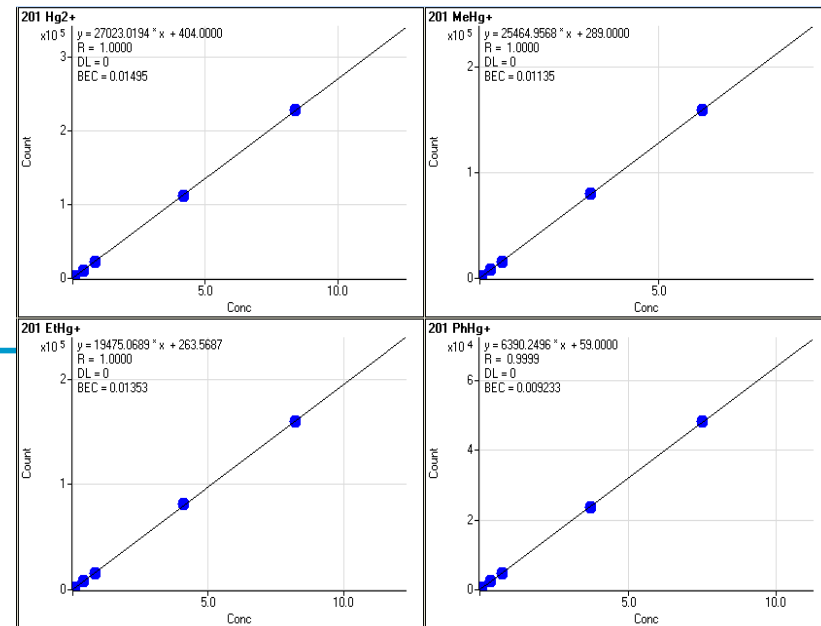 201 Hg2+
x10^5
y = 27023.0194 * x + 404.0000
R = 1.0000
DL = 0
BEC = 0.01495
3
2
1
0
Count
5.0
10.0
Conc
201 MeHg+
x10^5
y = 25464.9568 * x + 289.0000
R = 1.0000
DL = 0
BEC = 0.01135
2
1
0
Count
5.0
Conc
201 EtHg+
x10^5
y = 19475.0689 * x + 263.5687
R = 1.0000
DL = 0
BEC = 0.01353
2
1
0
Count
5.0
10.0
Conc
201 PhHg+
x10^4
y = 6390.2496 * x + 59.0000
R = 0.9999
DL = 0
BEC = 0.009233
6
4
2
0
Count
5.0
10.0
Conc